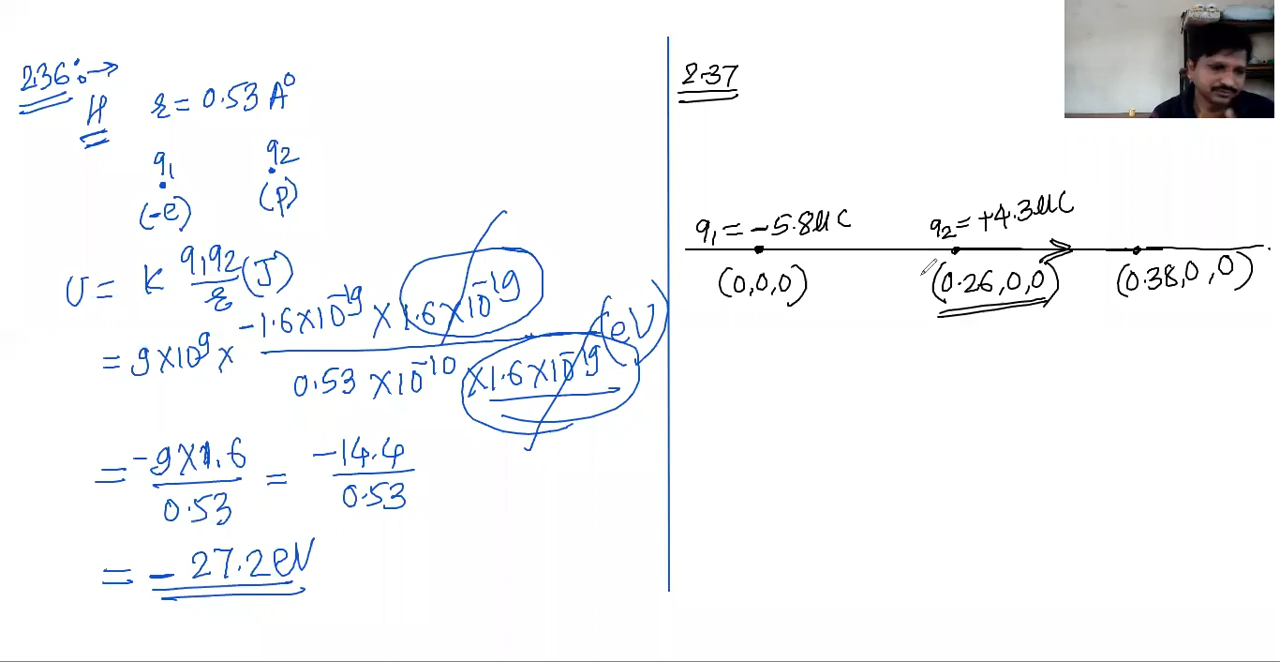 2.36:→
H r = 0.53 A⁰
q₁ q₂
(-e) (p)
U = K q₁q₂/r (J)
= 9×10⁹ × -1.6×10⁻¹⁹ × 1.6×10⁻¹⁹ / 0.53×10⁻¹⁰ × 1.6×10⁻¹⁹ (eV)
= -9×1.6/0.53 = -14.4/0.53
= -27.2eV
2.37
q₁ = -5.8μC q₂ = +4.3μC
(0,0,0) (0.26,0,0) (0.38,0,0)